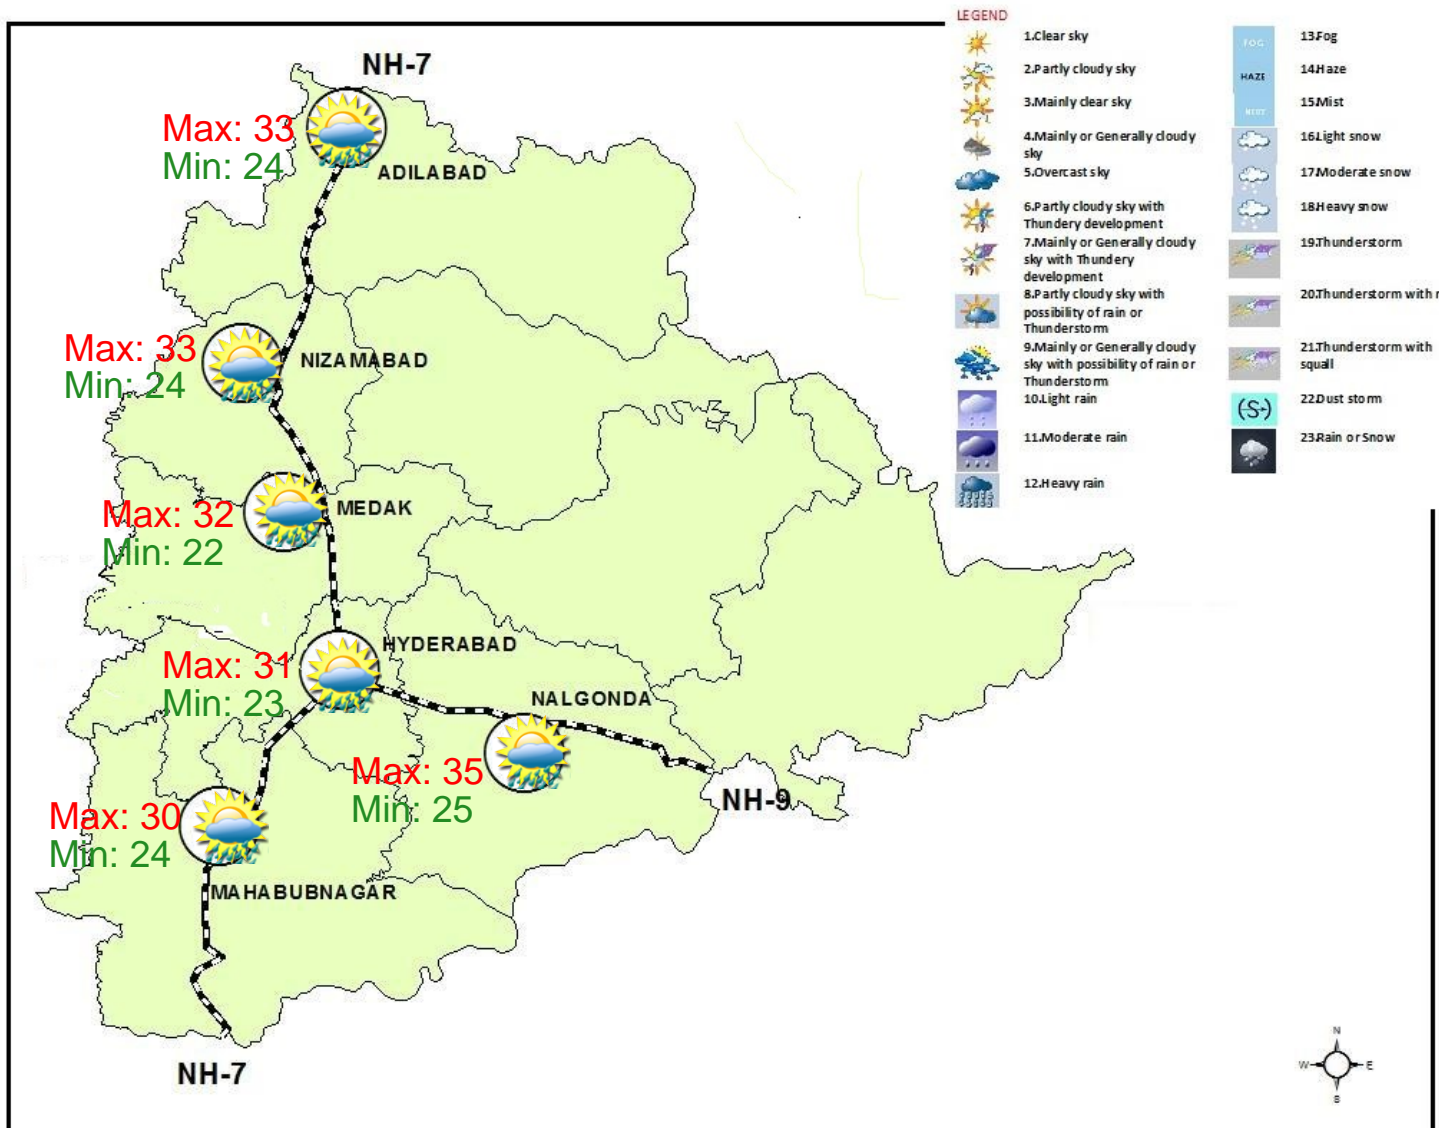 NH-7
Max: 33
Min: 24
ADILABAD
Max: 33
Min: 24
NIZAMABAD
Max: 32
Min: 22
MEDAK
HYDERABAD
Max: 31
Min: 23
NALGONDA
Max: 35
Min: 25
NH-9
Max: 30
Min: 24
MAHABUBNAGAR
NH-7
LEGEND
1.Clear sky
2.Partly cloudy sky
3.Mainly clear sky
4.Mainly or Generally cloudy
sky
5.Overcast sky
6.Partly cloudy sky with
Thundery development
7.Mainly or Generally cloudy
sky with Thundery
development
8.Partly cloudy sky with
possibility of rain or
Thunderstorm
9.Mainly or Generally cloudy
sky with possibility of rain or
Thunderstorm
10.Light rain
11.Moderate rain
12.Heavy rain
FOG
13.Fog
HAZE
14.Haze
MIST
15.Mist
16.Light snow
17.Moderate snow
18.Heavy snow
19.Thunderstorm
20.Thunderstorm with
21.Thunderstorm with
squall
(S)
22.Dust storm
23.Rain or Snow
N
W
E
S